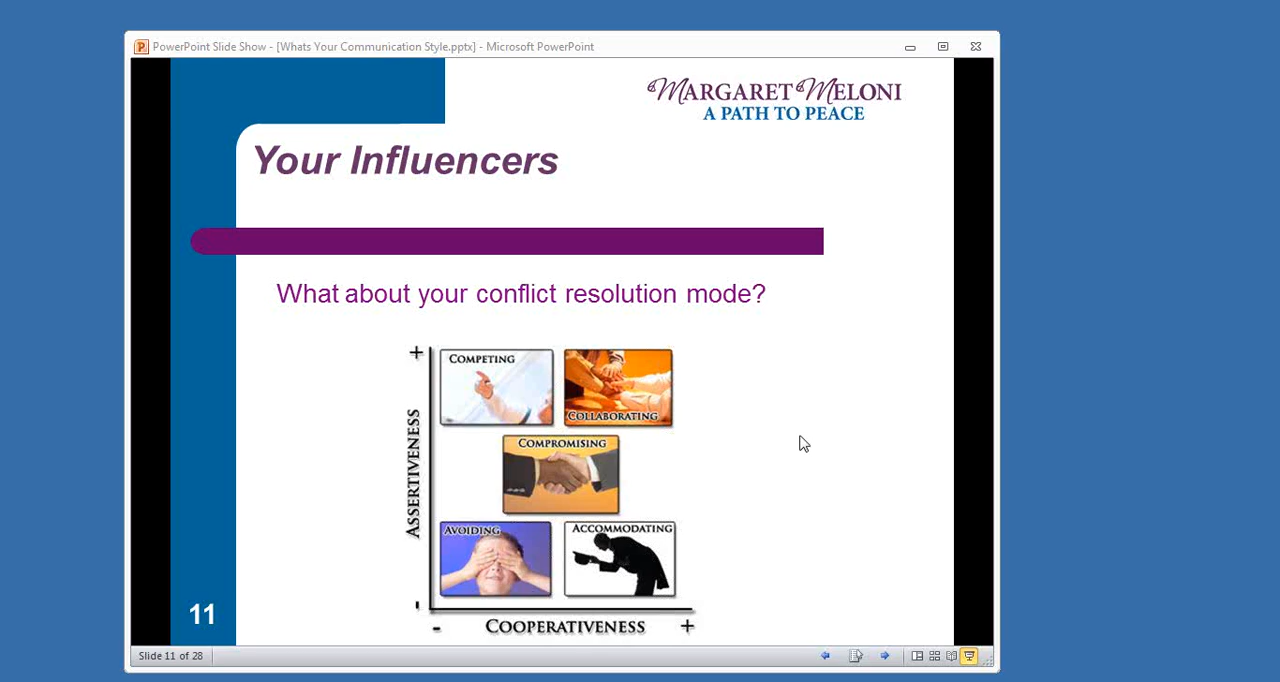 PowerPoint Slide Show - [Whats Your Communication Style.pptx] - Microsoft PowerPoint
MARGARET MELONI
A PATH TO PEACE
Your Influencers
What about your conflict resolution mode?
+
COMPETING
COLLABORATING
COMPROMISING
ASSERTIVENESS
AVOIDING
ACCOMMODATING
-
- COOPERATIVENESS +
11
Slide 11 of 28